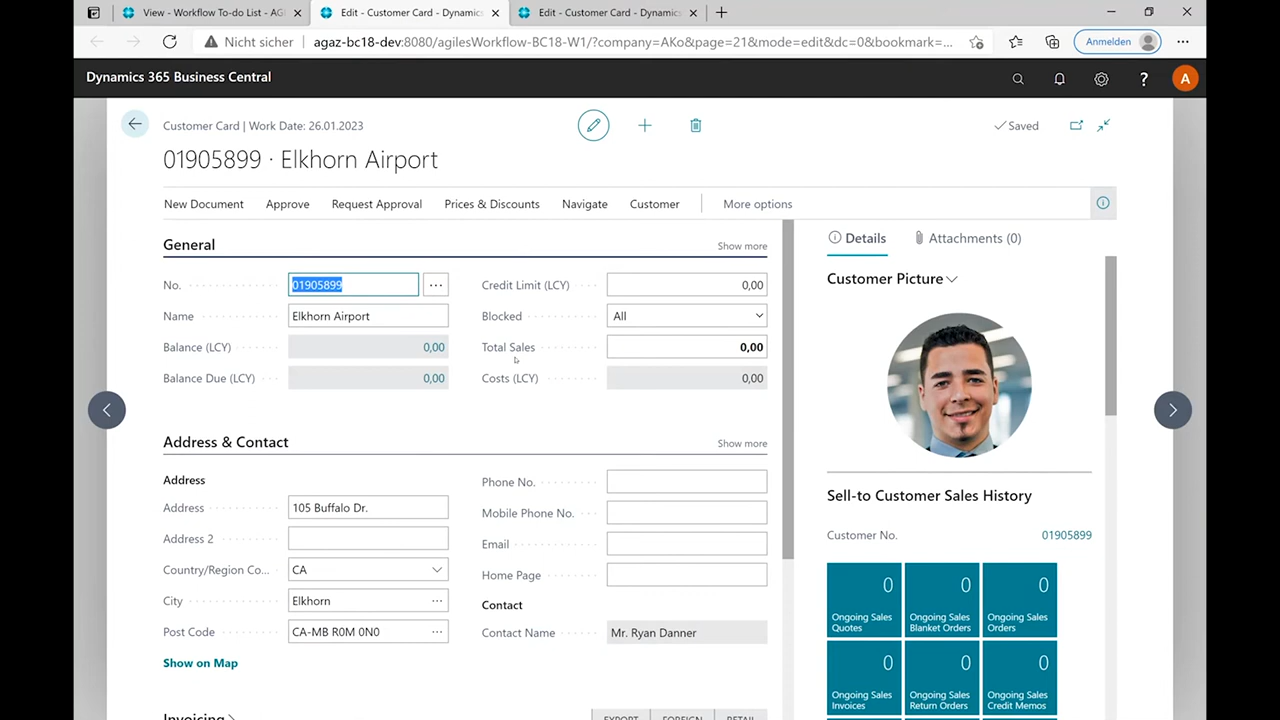 View - Workflow To-do List - AGI
Edit - Customer Card - Dynamics
Edit - Customer Card - Dynamics
Nicht sicher
agaz-bc18-dev:8080/agilesWorkflow-BC18-W1/?company=AKo&page=21&mode=edit&dc=0&bookmark=...
Anmelden
Dynamics 365 Business Central
?
A
Customer Card | Work Date: 26.01.2023
Saved
01905899 · Elkhorn Airport
New Document
Approve
Request Approval
Prices & Discounts
Navigate
Customer
More options
General
Show more
No.
01905899
Name
Elkhorn Airport
Balance (LCY)
0,00
Balance Due (LCY)
0,00
Credit Limit (LCY)
0,00
Blocked
All
Total Sales
0,00
Costs (LCY)
0,00
Address & Contact
Show more
Address
Address
105 Buffalo Dr.
Address 2
Country/Region Co...
CA
City
Elkhorn
Post Code
CA-MB R0M 0N0
Show on Map
Phone No.
Mobile Phone No.
Email
Home Page
Contact
Contact Name
Mr. Ryan Danner
Invoicing
EXPORT
FOREIGN
RETAIL
Details
Attachments (0)
Customer Picture
Sell-to Customer Sales History
Customer No.
01905899
0
Ongoing Sales
Quotes
0
Ongoing Sales
Blanket Orders
0
Ongoing Sales
Orders
0
Ongoing Sales
Invoices
0
Ongoing Sales
Return Orders
0
Ongoing Sales
Credit Memos